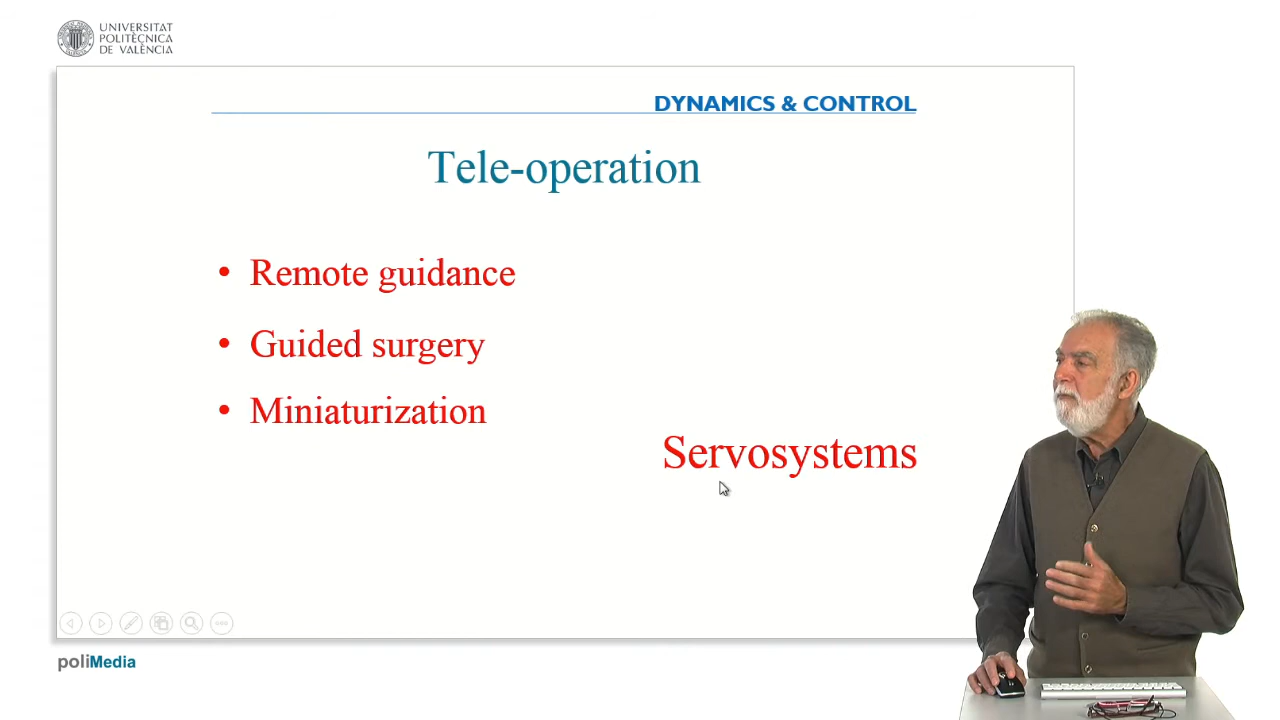 UNIVERSITAT
POLITÈCNICA
DE VALÈNCIA
DYNAMICS & CONTROL
Tele-operation
• Remote guidance
• Guided surgery
• Miniaturization
Servosystems
poliMedia